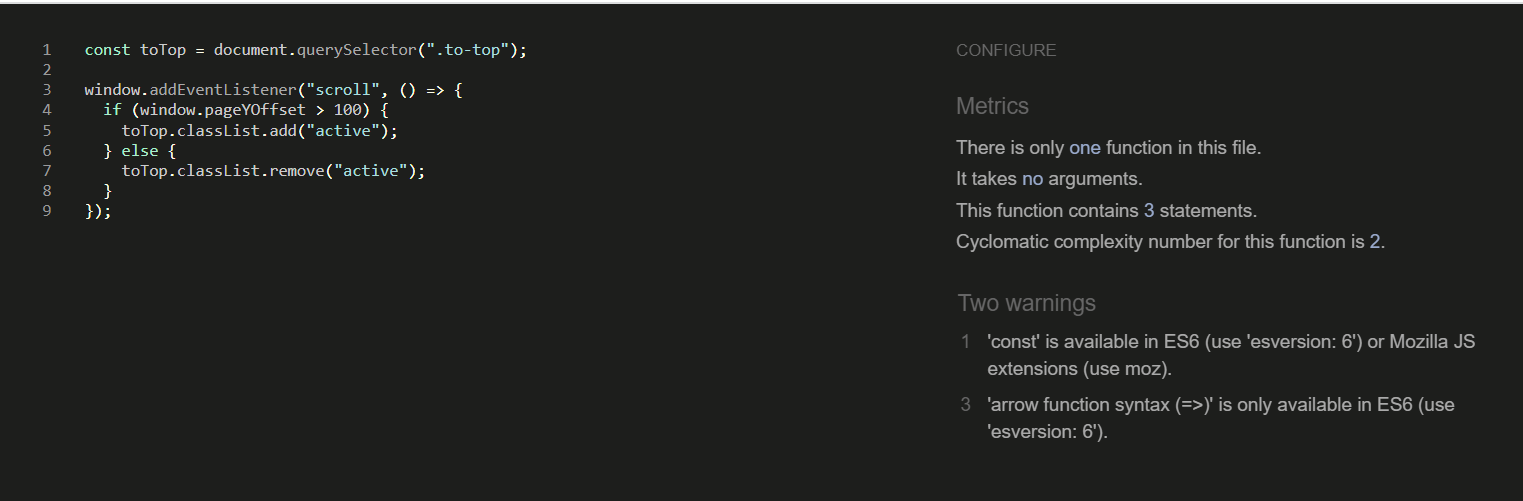 1 const toTop = document.querySelector(".to-top");
2
3 window.addEventListener("scroll", () => {
4   if (window.pageYOffset > 100) {
5     toTop.classList.add("active");
6   } else {
7     toTop.classList.remove("active");
8   }
9 });
CONFIGURE
Metrics
There is only one function in this file.
It takes no arguments.
This function contains 3 statements.
Cyclomatic complexity number for this function is 2.
Two warnings
1 'const' is available in ES6 (use 'esversion: 6') or Mozilla JS
extensions (use moz).
3 'arrow function syntax (=>)' is only available in ES6 (use
'esversion: 6').